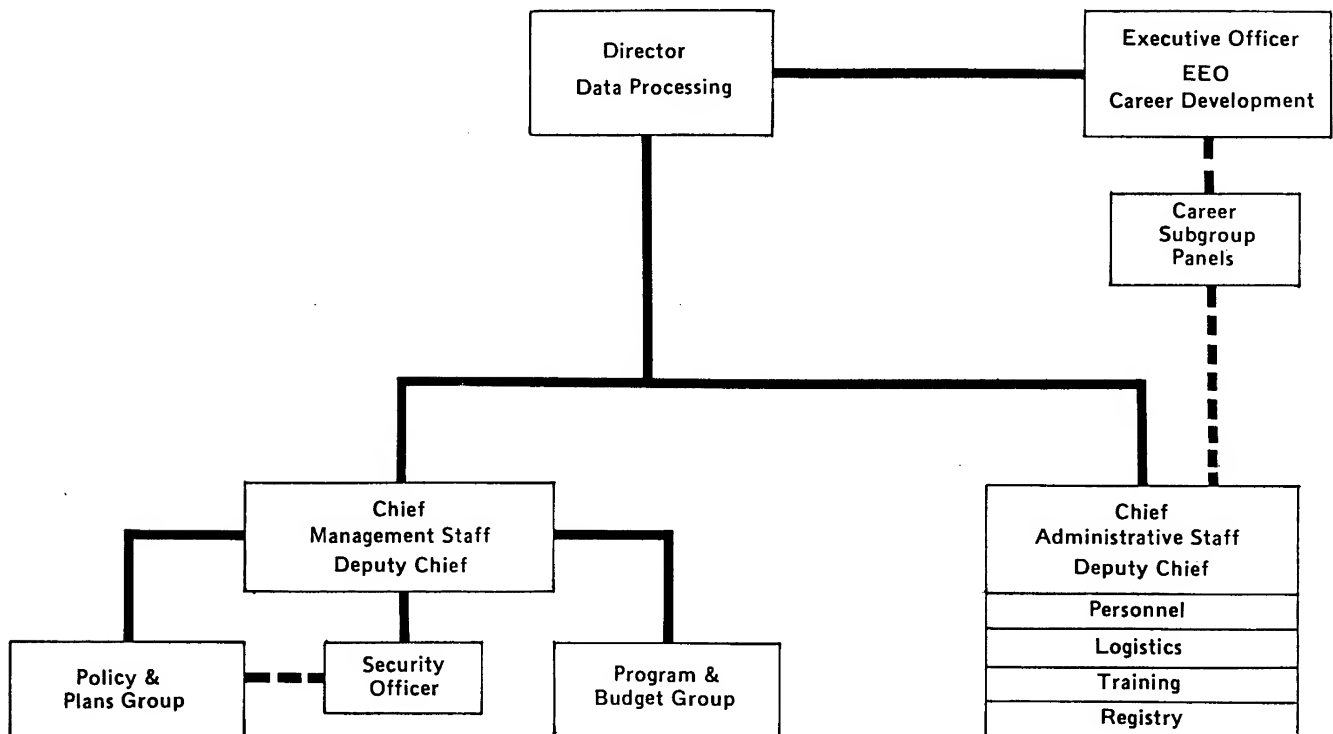 Director
Data Processing
Executive Officer
EEO
Career Development
Career
Subgroup
Panels
Chief
Management Staff
Deputy Chief
Chief
Administrative Staff
Deputy Chief
Personnel
Logistics
Training
Registry
Policy &
Plans Group
Security
Officer
Program &
Budget Group